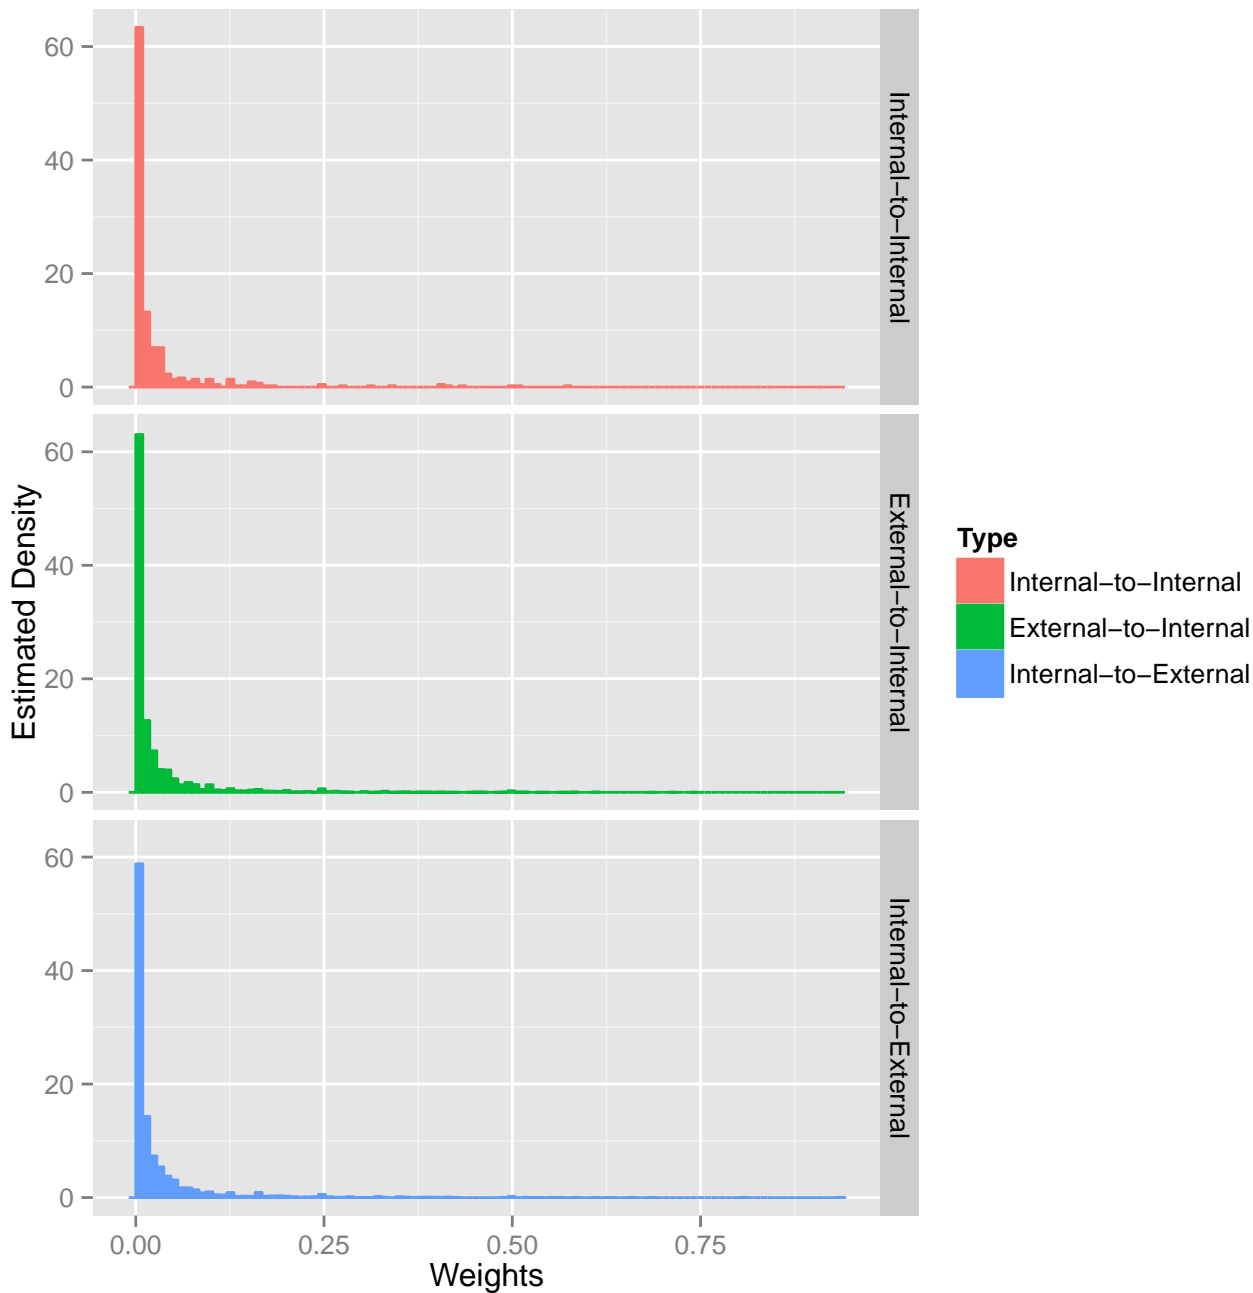 Estimated Density
60
40
20
0
Internal−to−Internal
60
40
20
0
External−to−Internal
60
40
20
0
Internal−to−External
0.00 0.25 0.50 0.75
Weights
Type
Internal−to−Internal
External−to−Internal
Internal−to−External